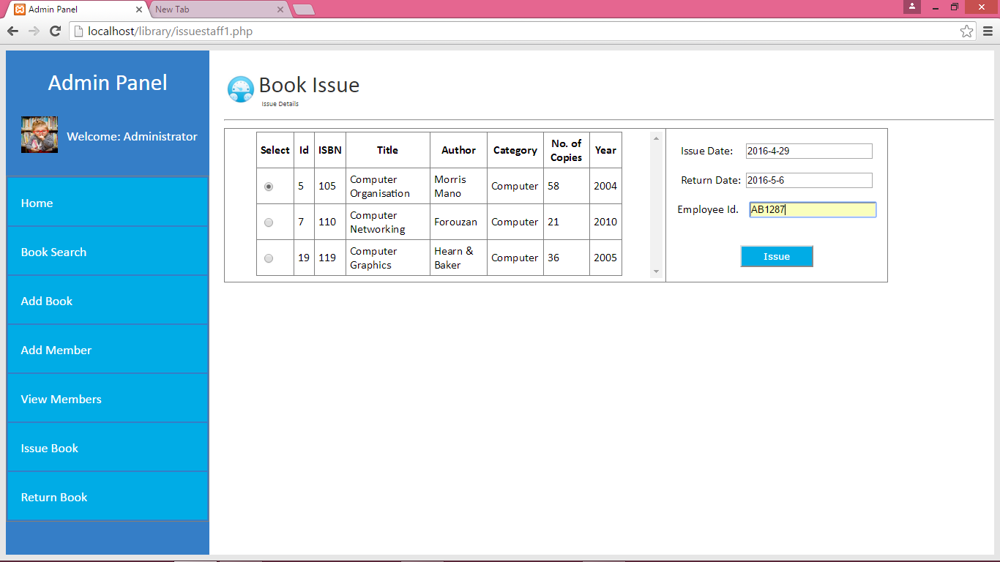 Admin Panel
New Tab
localhost/library/issuestaff1.php
Admin Panel
Welcome: Administrator
Home
Book Search
Add Book
Add Member
View Members
Issue Book
Return Book
Book Issue
Issue Details
Select Id ISBN Title Author Category No. of Copies Year
5 105 Computer Organisation Morris Mano Computer 58 2004
7 110 Computer Networking Forouzan Computer 21 2010
19 119 Computer Graphics Hearn & Baker Computer 36 2005
Issue Date: 2016-4-29
Return Date: 2016-5-6
Employee Id. AB1287
Issue